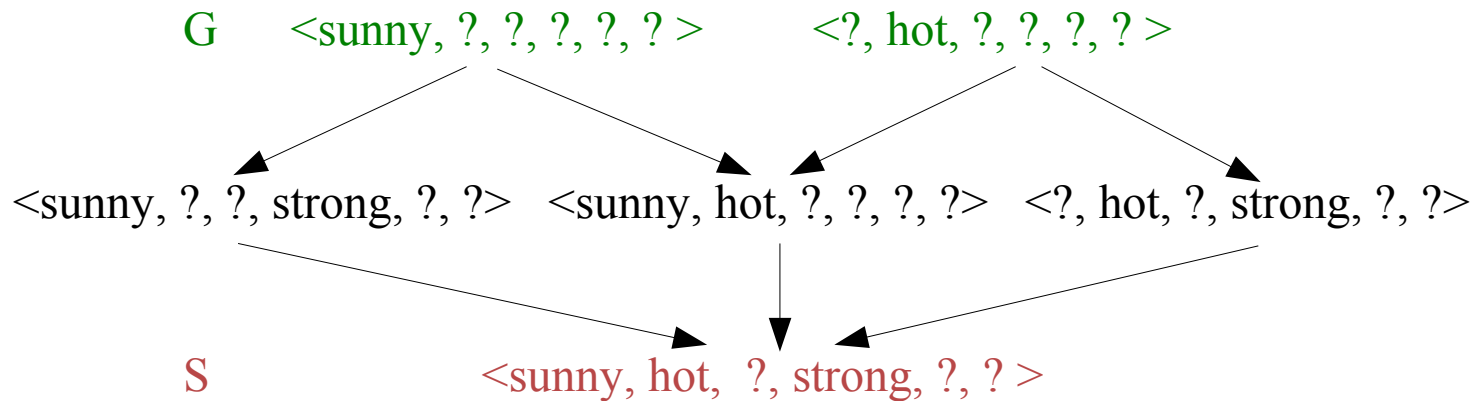 G <sunny, ?, ?, ?, ?, ? > <?, hot, ?, ?, ?, ? >
<sunny, ?, ?, strong, ?, ?> <sunny, hot, ?, ?, ?, ?> <?, hot, ?, strong, ?, ?>
S <sunny, hot, ?, strong, ?, ? >